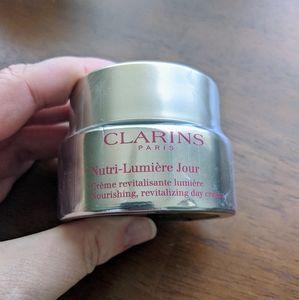 CLARINS
PARIS
Nutri-Lumière Jour
Crème revitalisante lumière
Nourishing, revitalizing day cream